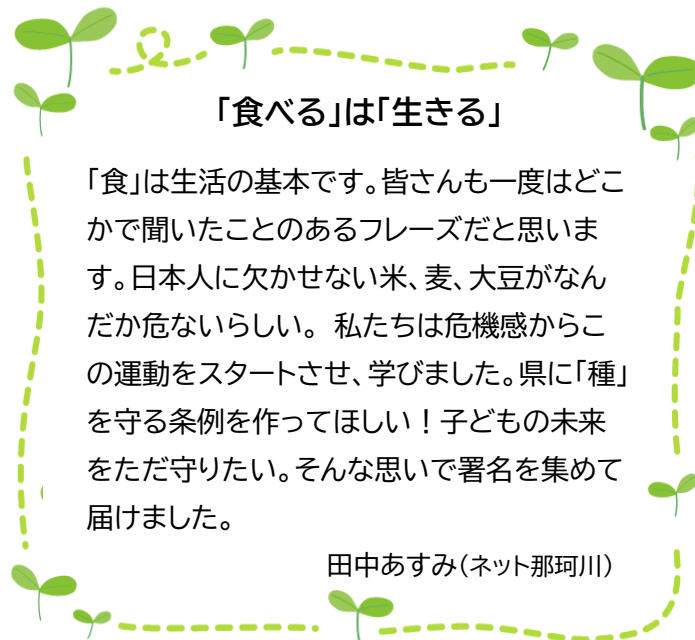 「食べる」は「生きる」
「食」は生活の基本です。皆さんも一度はどこ
かで聞いたことのあるフレーズだと思いま
す。日本人に欠かせない米、麦、大豆がなん
だか危ないらしい。 私たちは危機感からこ
の運動をスタートさせ、学びました。県に「種」
を守る条例を作ってほしい！子どもの未来
をただ守りたい。そんな思いで署名を集めて
届けました。
田中あすみ（ネット那珂川）